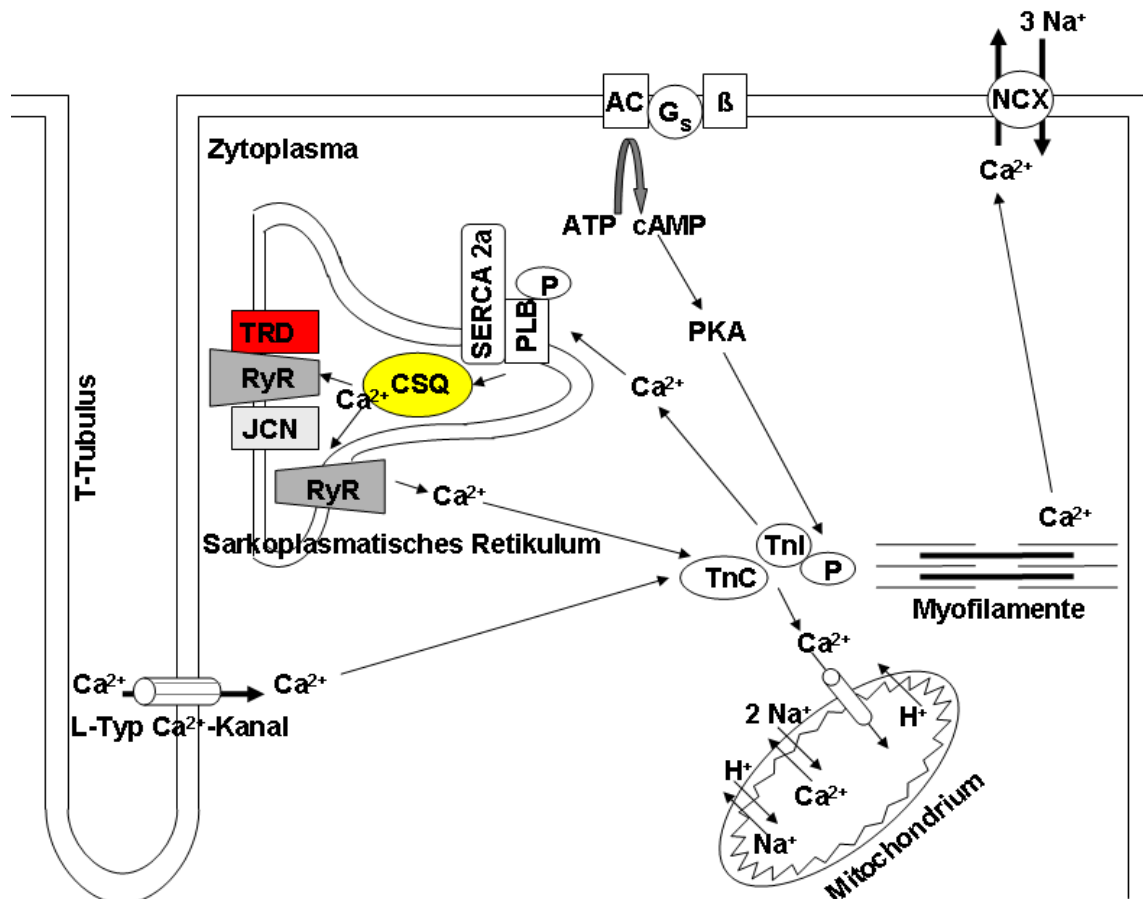 3 Na⁺
AC
Gs
ß
NCX
Zytoplasma
Ca²⁺
ATP cAMP
SERCA 2a
PLB
P
PKA
TRD
RyR
CSQ
Ca²⁺
Ca²⁺
JCN
T-Tubulus
RyR
Ca²⁺
Ca²⁺
Sarkoplasmatisches Retikulum
TnI
TnC
P
Myofilamente
Ca²⁺
Ca²⁺
Ca²⁺
L-Typ Ca²⁺-Kanal
2 Na⁺
H⁺
H⁺
Ca²⁺
Na⁺
Mitochondrium